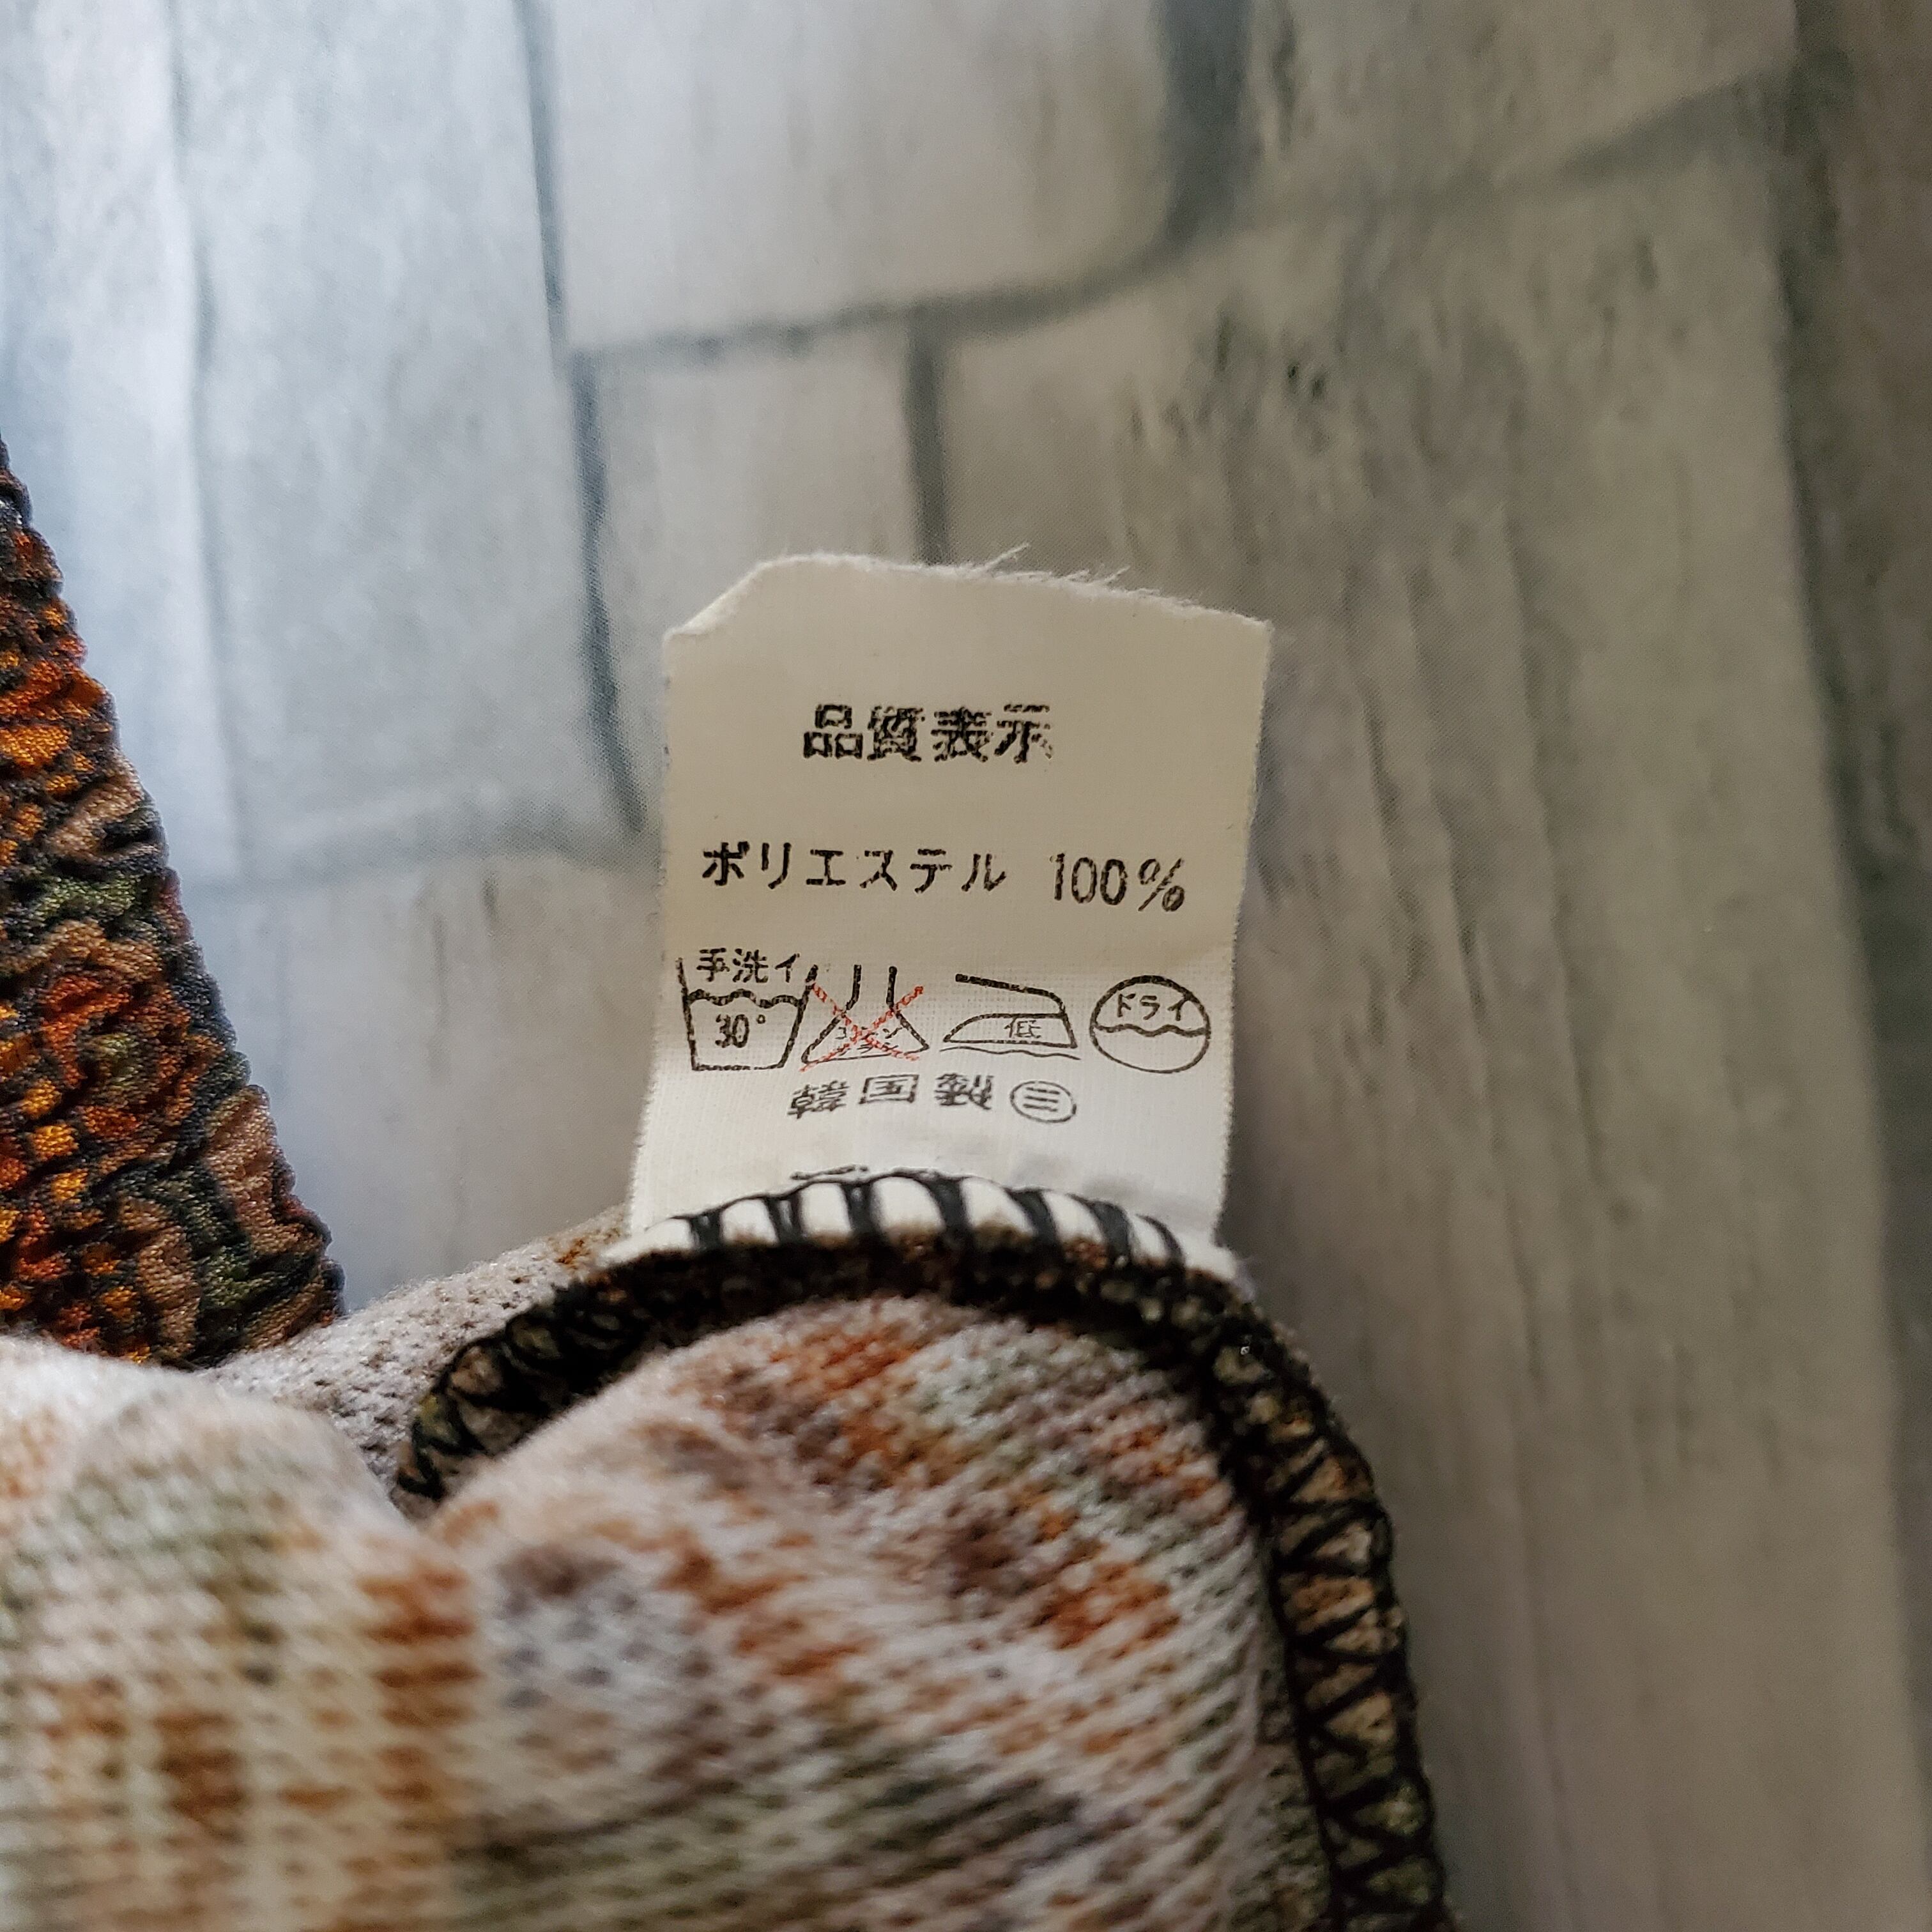 品質表示
ポリエステル 100%
手洗イ
30°
低
ドライ
韓国製 ㊂